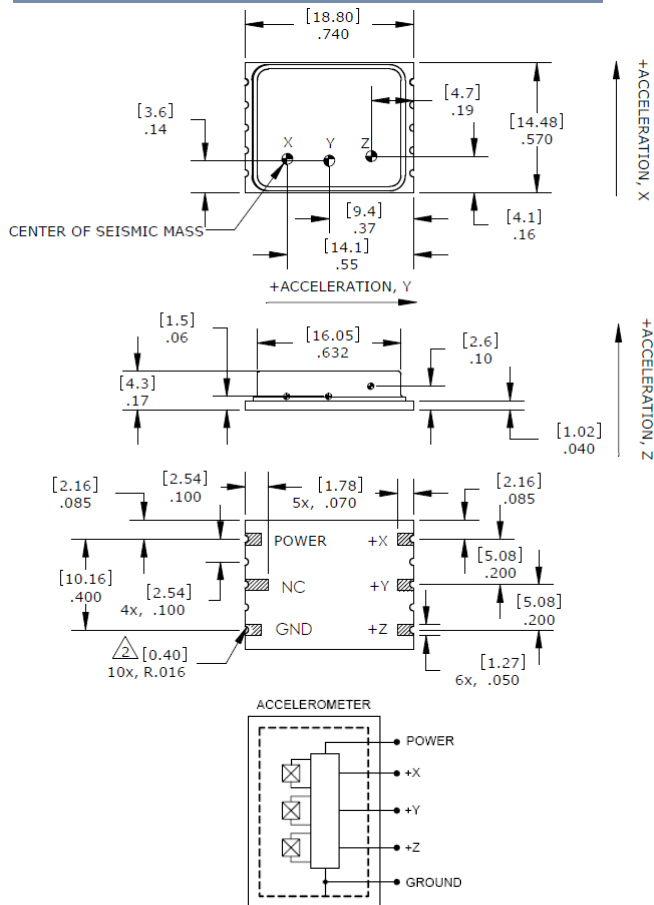 [18.80]
.740
[3.6]
.14
[4.7]
.19
[14.48]
.570
+ACCELERATION, X
X Y Z
CENTER OF SEISMIC MASS
[9.4]
.37
[4.1]
.16
[14.1]
.55
+ACCELERATION, Y
[1.5]
.06
[16.05]
.632
[2.6]
.10
+ACCELERATION, Z
[4.3]
.17
[1.02]
.040
[2.16]
.085
[2.54]
.100
[1.78]
5x, .070
[2.16]
.085
POWER +X
[10.16]
.400
[2.54]
4x, .100
NC +Y
[5.08]
.200
[5.08]
.200
GND +Z
2 [0.40]
10x, R.016
[1.27]
6x, .050
ACCELEROMETER
POWER
+X
+Y
+Z
GROUND